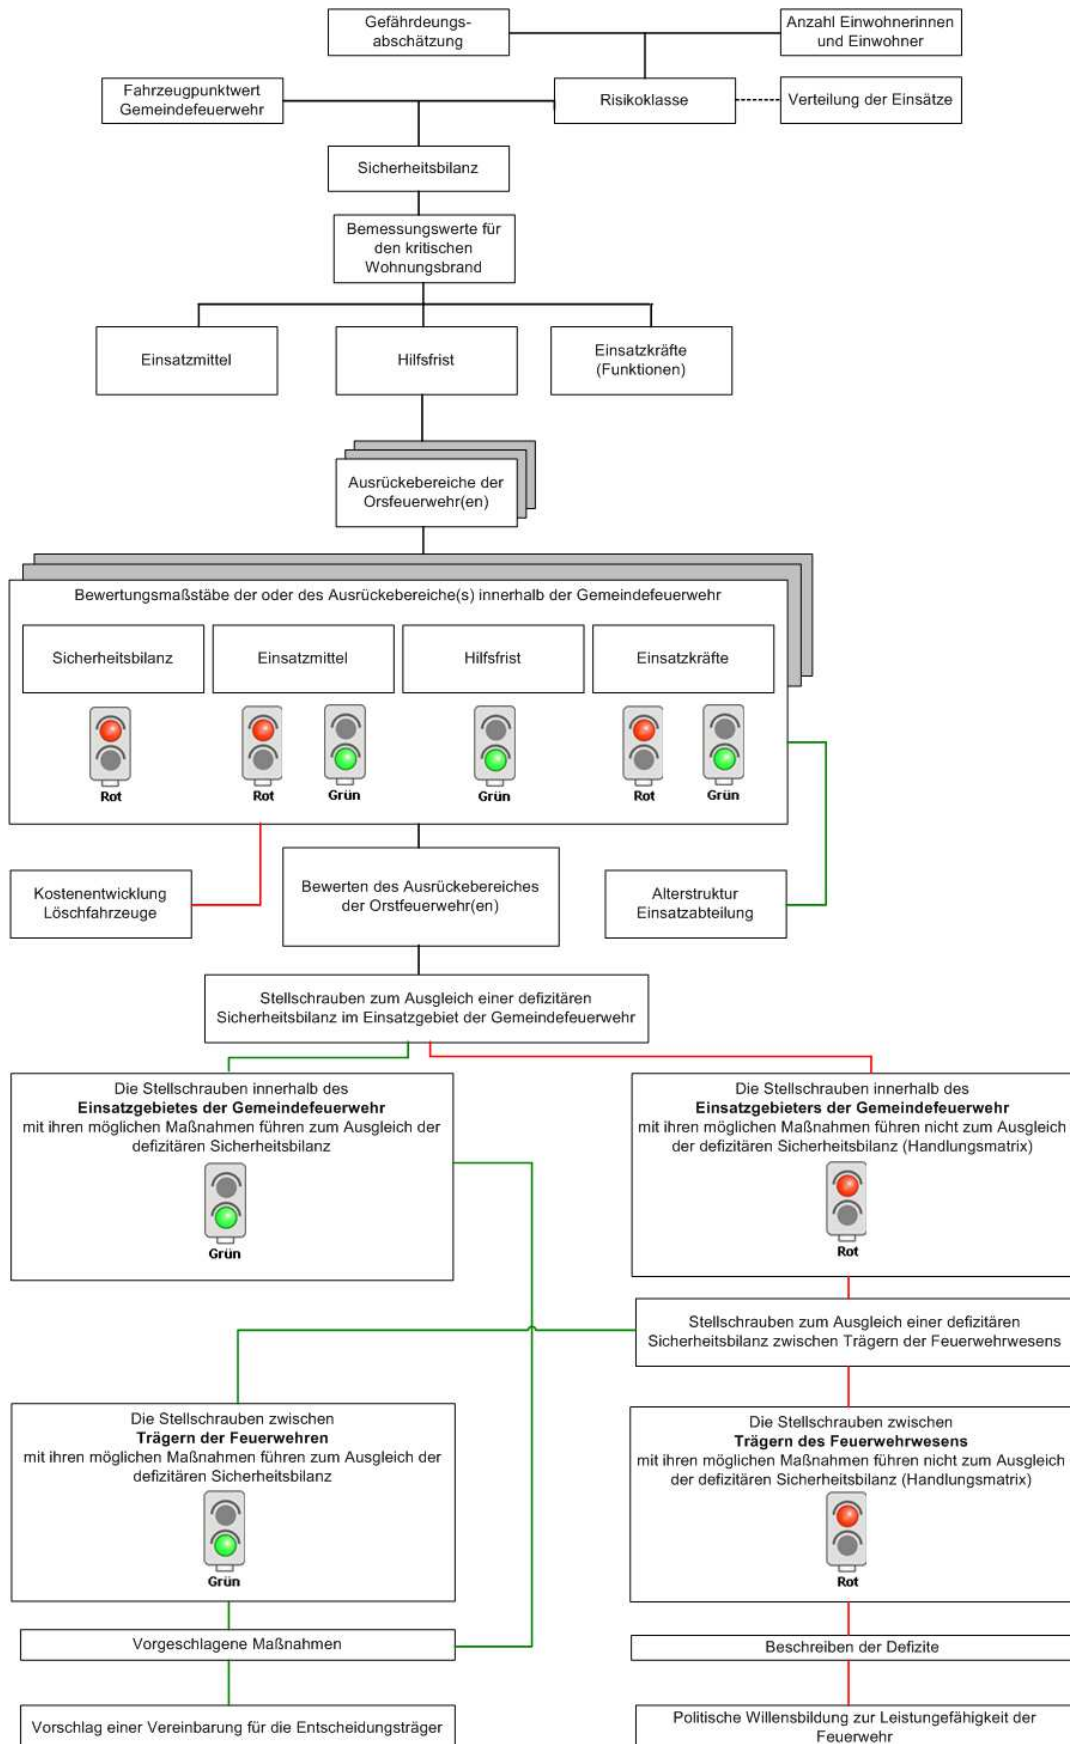 Gefährdeungs-
abschätzung
Anzahl Einwohnerinnen
und Einwohner
Fahrzeugpunktwert
Gemeindefeuerwehr
Risikoklasse
Verteilung der Einsätze
Sicherheitsbilanz
Bemessungswerte für
den kritischen
Wohnungsbrand
Einsatzmittel
Hilfsfrist
Einsatzkräfte
(Funktionen)
Ausrückebereiche der
Orsfeuerwehr(en)
Bewertungsmaßstäbe der oder des Ausrückebereiche(s) innerhalb der Gemeindefeuerwehr
Sicherheitsbilanz
Einsatzmittel
Hilfsfrist
Einsatzkräfte
Rot
Rot
Grün
Grün
Rot
Grün
Kostenentwicklung
Löschfahrzeuge
Bewerten des Ausrückebereiches
der Orstfeuerwehr(en)
Alterstruktur
Einsatzabteilung
Stellschrauben zum Ausgleich einer defizitären
Sicherheitsbilanz im Einsatzgebiet der Gemeindefeuerwehr
Die Stellschrauben innerhalb des
Einsatzgebietes der Gemeindefeuerwehr
mit ihren möglichen Maßnahmen führen zum Ausgleich der
defizitären Sicherheitsbilanz
Grün
Die Stellschrauben innerhalb des
Einsatzgebieters der Gemeindefeuerwehr
mit ihren möglichen Maßnahmen führen nicht zum Ausgleich
der defizitären Sicherheitsbilanz (Handlungsmatrix)
Rot
Stellschrauben zum Ausgleich einer defizitären
Sicherheitsbilanz zwischen Trägern der Feuerwehrwesens
Die Stellschrauben zwischen
Trägern der Feuerwehren
mit ihren möglichen Maßnahmen führen zum Ausgleich der
defizitären Sicherheitsbilanz
Grün
Die Stellschrauben zwischen
Trägern des Feuerwehrwesens
mit ihren möglichen Maßnahmen führen nicht zum Ausgleich
der defizitären Sicherheitsbilanz (Handlungsmatrix)
Rot
Vorgeschlagene Maßnahmen
Beschreiben der Defizite
Vorschlag einer Vereinbarung für die Entscheidungsträger
Politische Willensbildung zur Leistungefähigkeit der
Feuerwehr